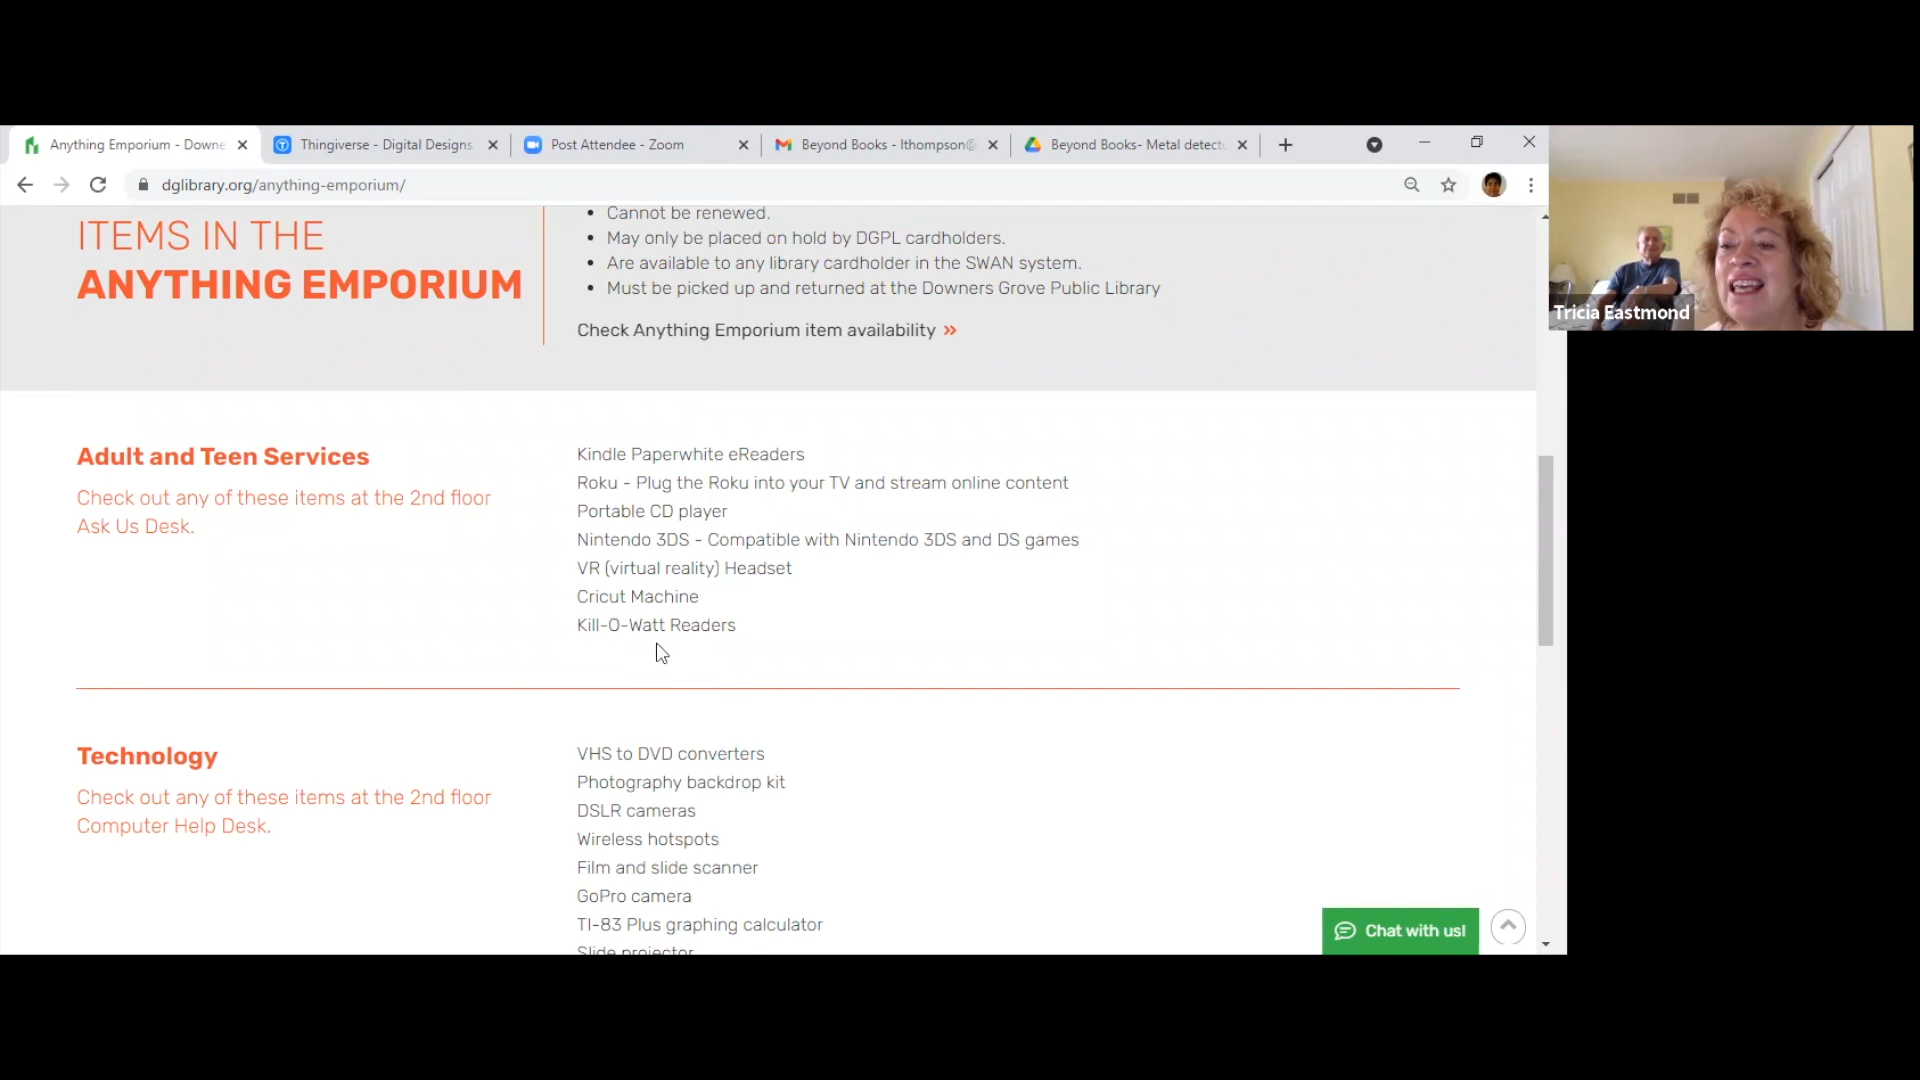 Anything Emporium - Downe
Thingiverse - Digital Designs
Post Attendee - Zoom
Beyond Books - lthompson@
Beyond Books- Metal detect
dglibrary.org/anything-emporium/
ITEMS IN THE
ANYTHING EMPORIUM
• Cannot be renewed.
• May only be placed on hold by DGPL cardholders.
• Are available to any library cardholder in the SWAN system.
• Must be picked up and returned at the Downers Grove Public Library
Check Anything Emporium item availability »
Tricia Eastmond
Adult and Teen Services
Check out any of these items at the 2nd floor
Ask Us Desk.
Kindle Paperwhite eReaders
Roku - Plug the Roku into your TV and stream online content
Portable CD player
Nintendo 3DS - Compatible with Nintendo 3DS and DS games
VR (virtual reality) Headset
Cricut Machine
Kill-O-Watt Readers
Technology
Check out any of these items at the 2nd floor
Computer Help Desk.
VHS to DVD converters
Photography backdrop kit
DSLR cameras
Wireless hotspots
Film and slide scanner
GoPro camera
TI-83 Plus graphing calculator
Slide projector
Chat with us!